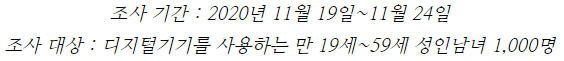 조사 기간 : 2020년 11월 19일~11월 24일
조사 대상 : 디지털기기를 사용하는 만 19세~59세 성인남녀 1,000명